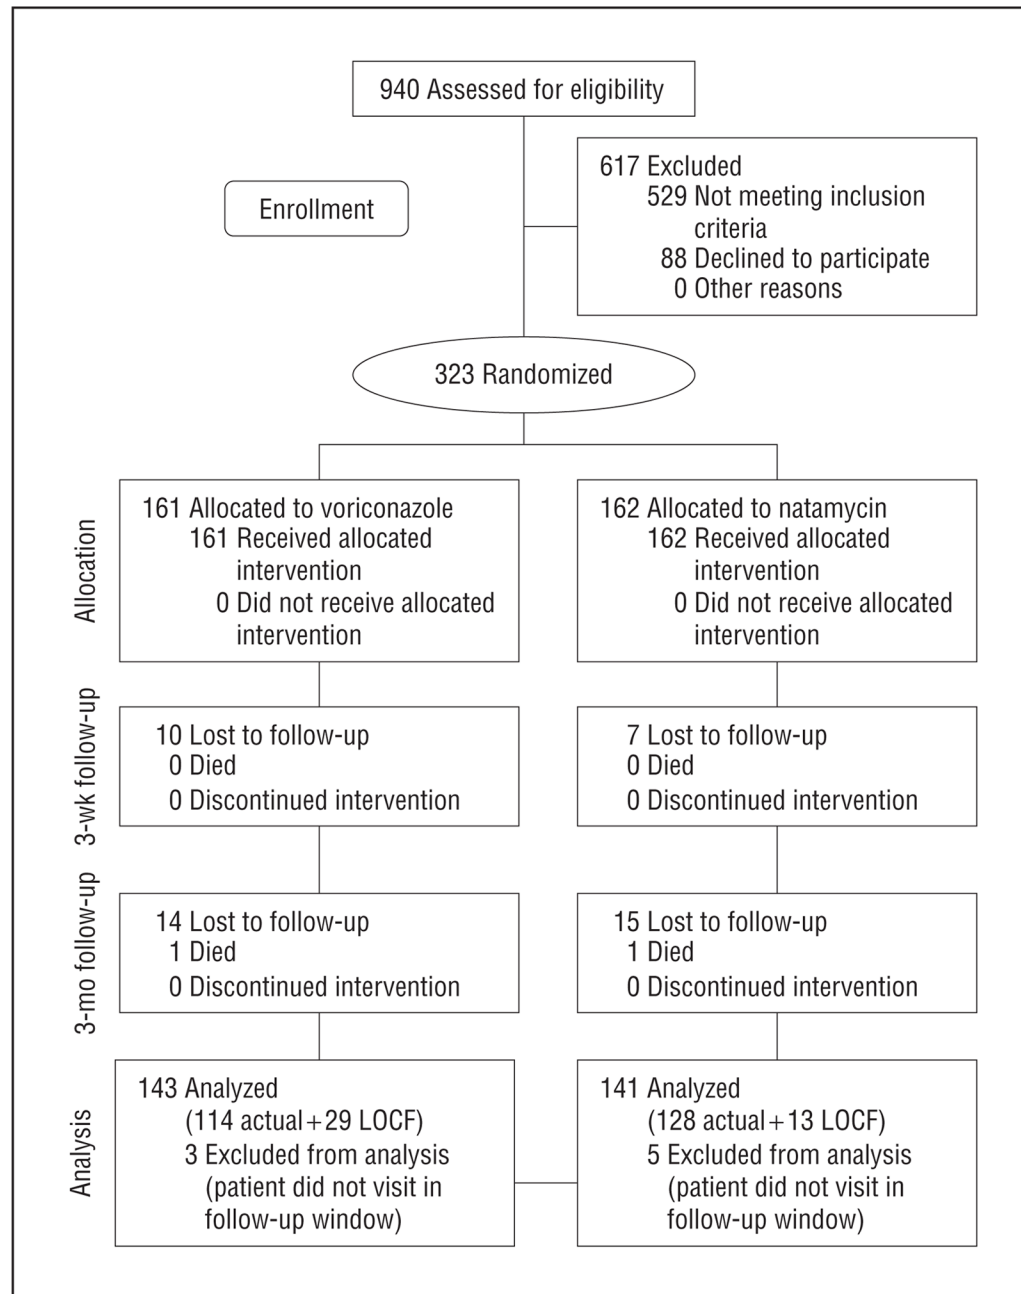 940 Assessed for eligibility
617 Excluded
529 Not meeting inclusion
criteria
88 Declined to participate
0 Other reasons
Enrollment
323 Randomized
Allocation
161 Allocated to voriconazole
161 Received allocated
intervention
0 Did not receive allocated
intervention
162 Allocated to natamycin
162 Received allocated
intervention
0 Did not receive allocated
intervention
3-wk follow-up
10 Lost to follow-up
0 Died
0 Discontinued intervention
7 Lost to follow-up
0 Died
0 Discontinued intervention
3-mo follow-up
14 Lost to follow-up
1 Died
0 Discontinued intervention
15 Lost to follow-up
1 Died
0 Discontinued intervention
Analysis
143 Analyzed
(114 actual+29 LOCF)
3 Excluded from analysis
(patient did not visit in
follow-up window)
141 Analyzed
(128 actual+13 LOCF)
5 Excluded from analysis
(patient did not visit in
follow-up window)